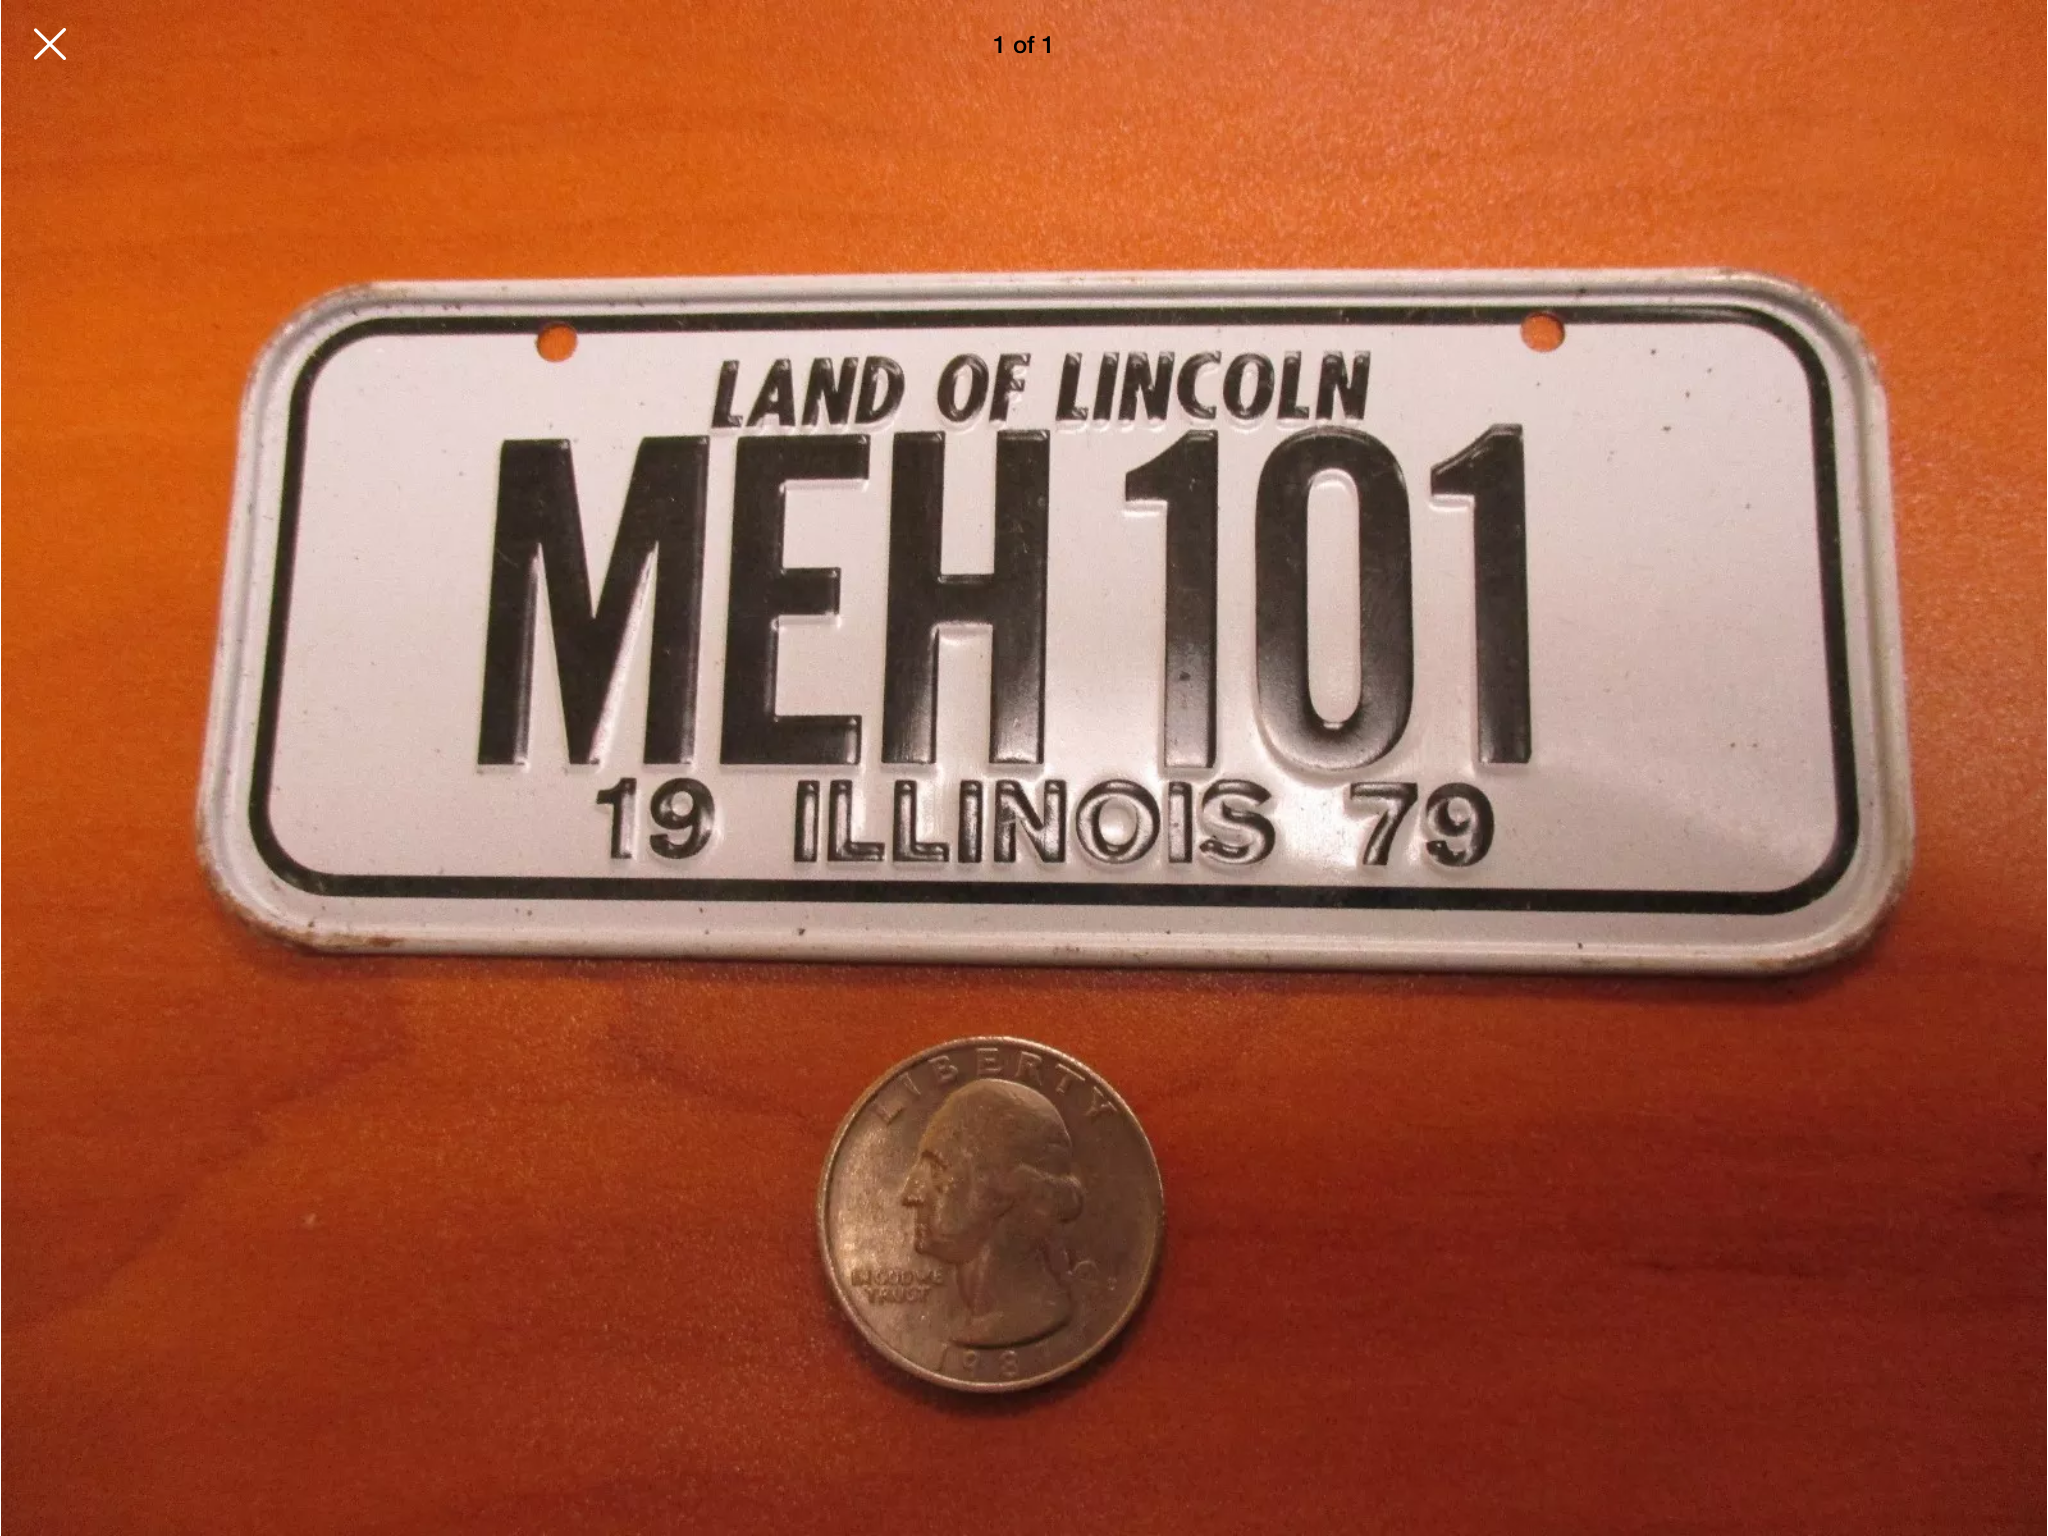 1 of 1
LAND OF LINCOLN
MEH 101
19 ILLINOIS 79
LIBERTY
IN GOD WE
TRUST